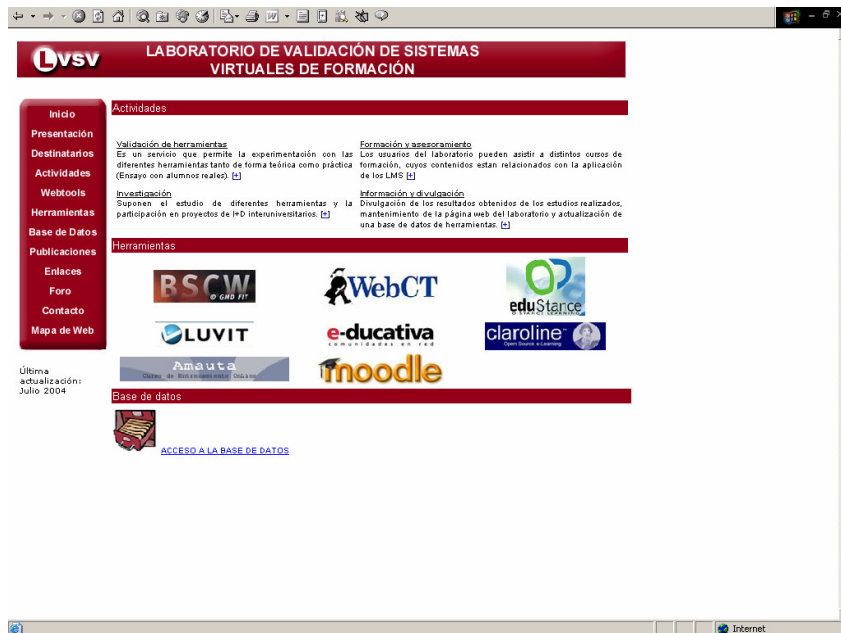 Lvsv
LABORATORIO DE VALIDACIÓN DE SISTEMAS
VIRTUALES DE FORMACIÓN
Inicio
Presentación
Destinatarios
Actividades
Webtools
Herramientas
Base de Datos
Publicaciones
Enlaces
Foro
Contacto
Mapa de Web
Última
actualización:
Julio 2004
Actividades
Validación de herramientas
Es un servicio que permite la experimentación con las
diferentes herramientas tanto de forma teórica como práctica
(Ensayo con alumnos reales). [+]
Formación y asesoramiento
Los usuarios del laboratorio pueden asistir a distintos cursos de
formación, cuyos contenidos estan relacionados con la aplicación
de los LMS [+]
Investigación
Suponen el estudio de diferentes herramientas y la
participación en proyectos de I+D interuniversitarios. [+]
Información y divulgación
Divulgación de los resultados obtenidos de los estudios realizados,
mantenimiento de la página web del laboratorio y actualización de
una base de datos de herramientas. [+]
Herramientas
BSCW
© GMD FIT
WebCT
eduStance
DISTANCE LEARNING
LUVIT
e-ducativa
comunidades en red
claroline
Open Source e-Learning
Amauta
moodle
Base de datos
ACCESO A LA BASE DE DATOS
Internet